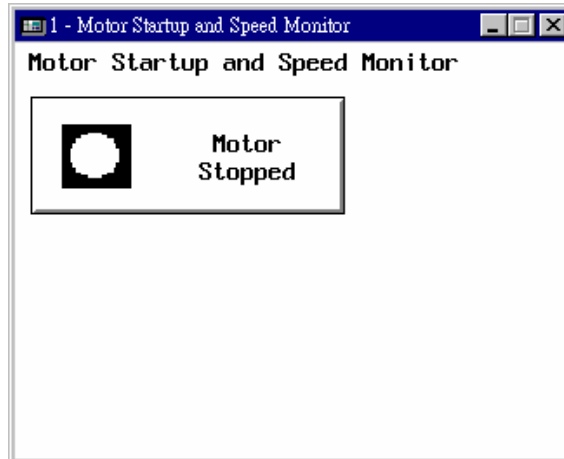 1 - Motor Startup and Speed Monitor
Motor Startup and Speed Monitor
Motor
Stopped